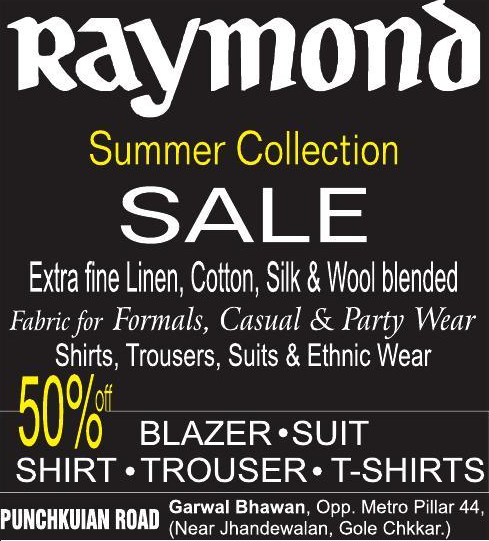 Raymond
Summer Collection
SALE
Extra fine Linen, Cotton, Silk & Wool blended
Fabric for Formals, Casual & Party Wear
Shirts, Trousers, Suits & Ethnic Wear
50% off
BLAZER • SUIT
SHIRT • TROUSER • T-SHIRTS
PUNCHKUIAN ROAD
Garwal Bhawan, Opp. Metro Pillar 44,
(Near Jhandewalan, Gole Chkkar.)